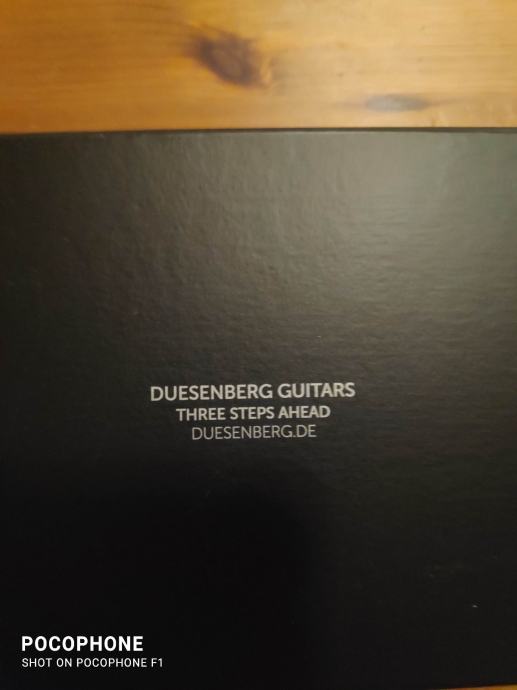 DUESENBERG GUITARS
THREE STEPS AHEAD
DUESENBERG.DE
POCOPHONE
SHOT ON POCOPHONE F1